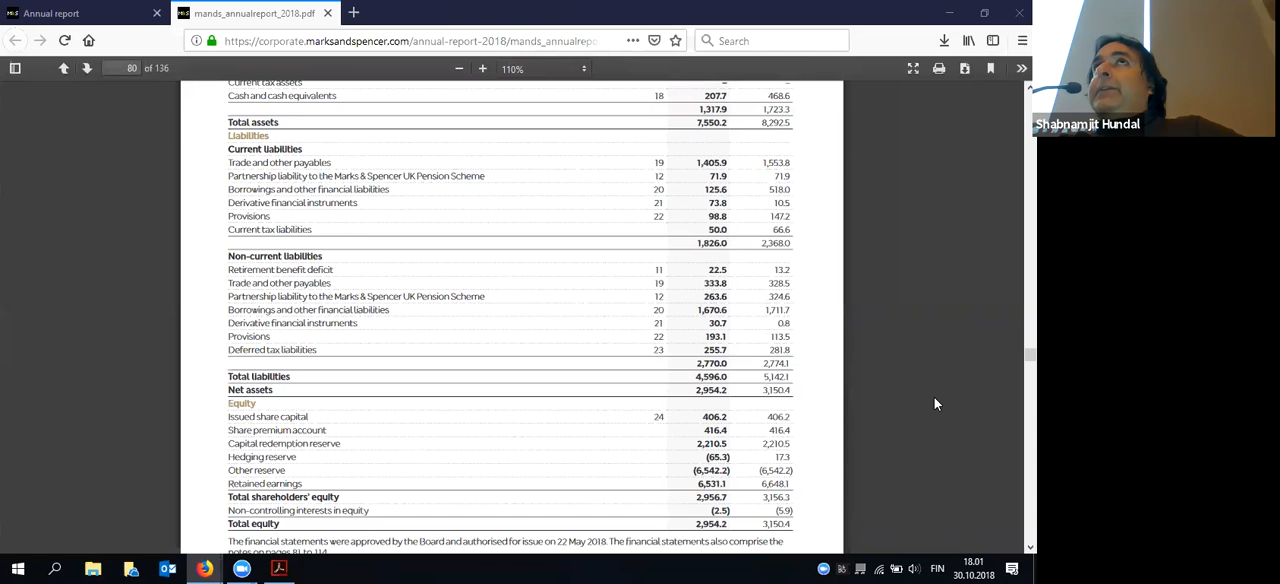 M&S Annual report
M&S mands_annualreport_2018.pdf
https://corporate.marksandspencer.com/annual-report-2018/mands_annualrepo
Search
80 of 136
110%
Current tax assets – –
Cash and cash equivalents 18 207.7 468.6
1,317.9 1,723.3
Total assets 7,550.2 8,292.5
Liabilities
Current liabilities
Trade and other payables 19 1,405.9 1,553.8
Partnership liability to the Marks & Spencer UK Pension Scheme 12 71.9 71.9
Borrowings and other financial liabilities 20 125.6 518.0
Derivative financial instruments 21 73.8 10.5
Provisions 22 98.8 147.2
Current tax liabilities 50.0 66.6
1,826.0 2,368.0
Non-current liabilities
Retirement benefit deficit 11 22.5 13.2
Trade and other payables 19 333.8 328.5
Partnership liability to the Marks & Spencer UK Pension Scheme 12 263.6 324.6
Borrowings and other financial liabilities 20 1,670.6 1,711.7
Derivative financial instruments 21 30.7 0.8
Provisions 22 193.1 113.5
Deferred tax liabilities 23 255.7 281.8
2,770.0 2,774.1
Total liabilities 4,596.0 5,142.1
Net assets 2,954.2 3,150.4
Equity
Issued share capital 24 406.2 406.2
Share premium account 416.4 416.4
Capital redemption reserve 2,210.5 2,210.5
Hedging reserve (65.3) 17.3
Other reserve (6,542.2) (6,542.2)
Retained earnings 6,531.1 6,648.1
Total shareholders' equity 2,956.7 3,156.3
Non-controlling interests in equity (2.5) (5.9)
Total equity 2,954.2 3,150.4
The financial statements were approved by the Board and authorised for issue on 22 May 2018. The financial statements also comprise the
notes on pages 81 to 114.
Shabnamjit Hundal
FIN
18.01
30.10.2018